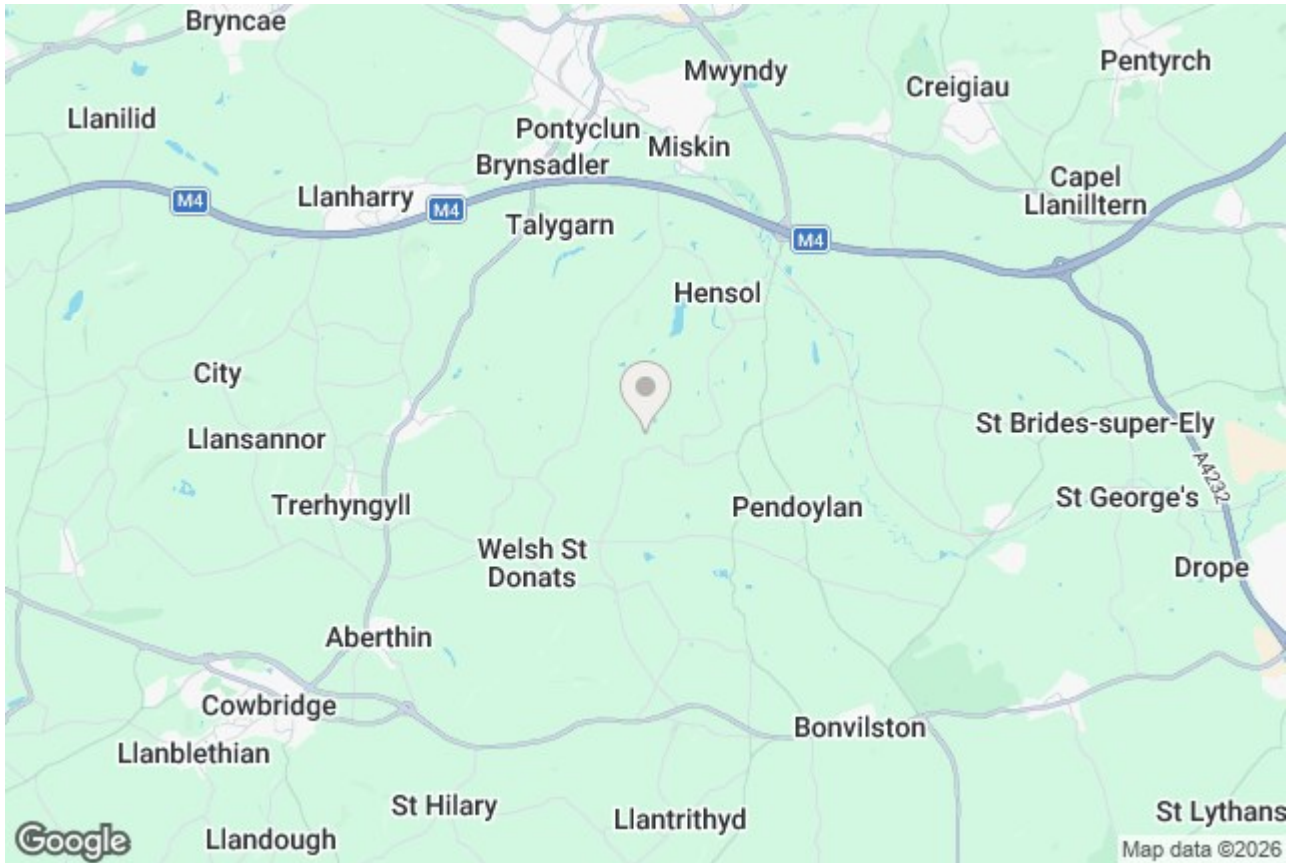 Bryncae
Mwyndy
Pentyrch
Creigiau
Llanilid
Pontyclun
Miskin
Brynsadler
Capel
Llanilltern
M4
Llanharry
M4
Talygarn
M4
Hensol
City
Llansannor
St Brides-super-Ely
A4232
Trerhyngyll
Pendoylan
St George's
Welsh St
Donats
Drope
Aberthin
Cowbridge
Bonvilston
Llanblethian
St Hilary
Llantrithyd
St Lythans
Llandough
Google
Map data ©2026